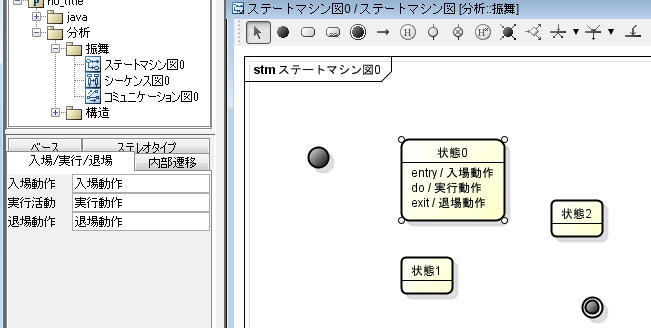 no_title
java
分析
振舞
ステートマシン図0
シーケンス図0
コミュニケーション図0
構造
ベース ステレオタイプ
入場/実行/退場 内部遷移
入場動作 入場動作
実行活動 実行動作
退場動作 退場動作
ステートマシン図0 / ステートマシン図 [分析::振舞]
H H*
stm ステートマシン図0
状態0
entry / 入場動作
do / 実行動作
exit / 退場動作
状態2
状態1